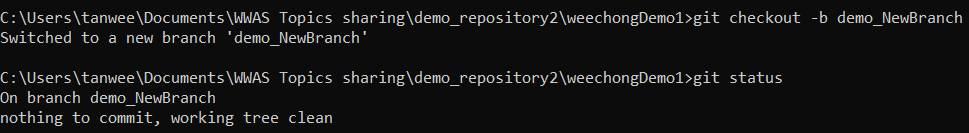 C:\Users\tanwee\Documents\WWAS Topics sharing\demo_repository2\weechongDemo1>git checkout -b demo_NewBranch
Switched to a new branch 'demo_NewBranch'
C:\Users\tanwee\Documents\WWAS Topics sharing\demo_repository2\weechongDemo1>git status
On branch demo_NewBranch
nothing to commit, working tree clean